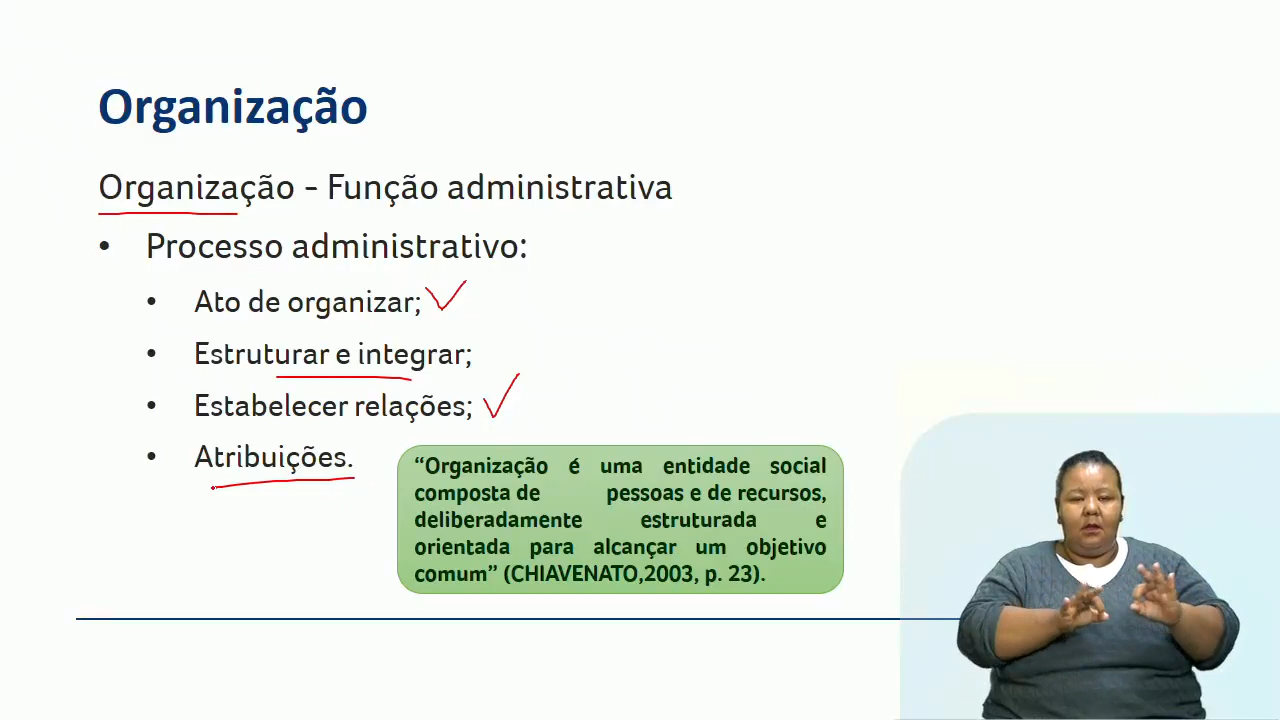 Organização
Organização - Função administrativa
• Processo administrativo:
• Ato de organizar;
• Estruturar e integrar;
• Estabelecer relações;
• Atribuições.
“Organização é uma entidade social
composta de pessoas e de recursos,
deliberadamente estruturada e
orientada para alcançar um objetivo
comum” (CHIAVENATO,2003, p. 23).